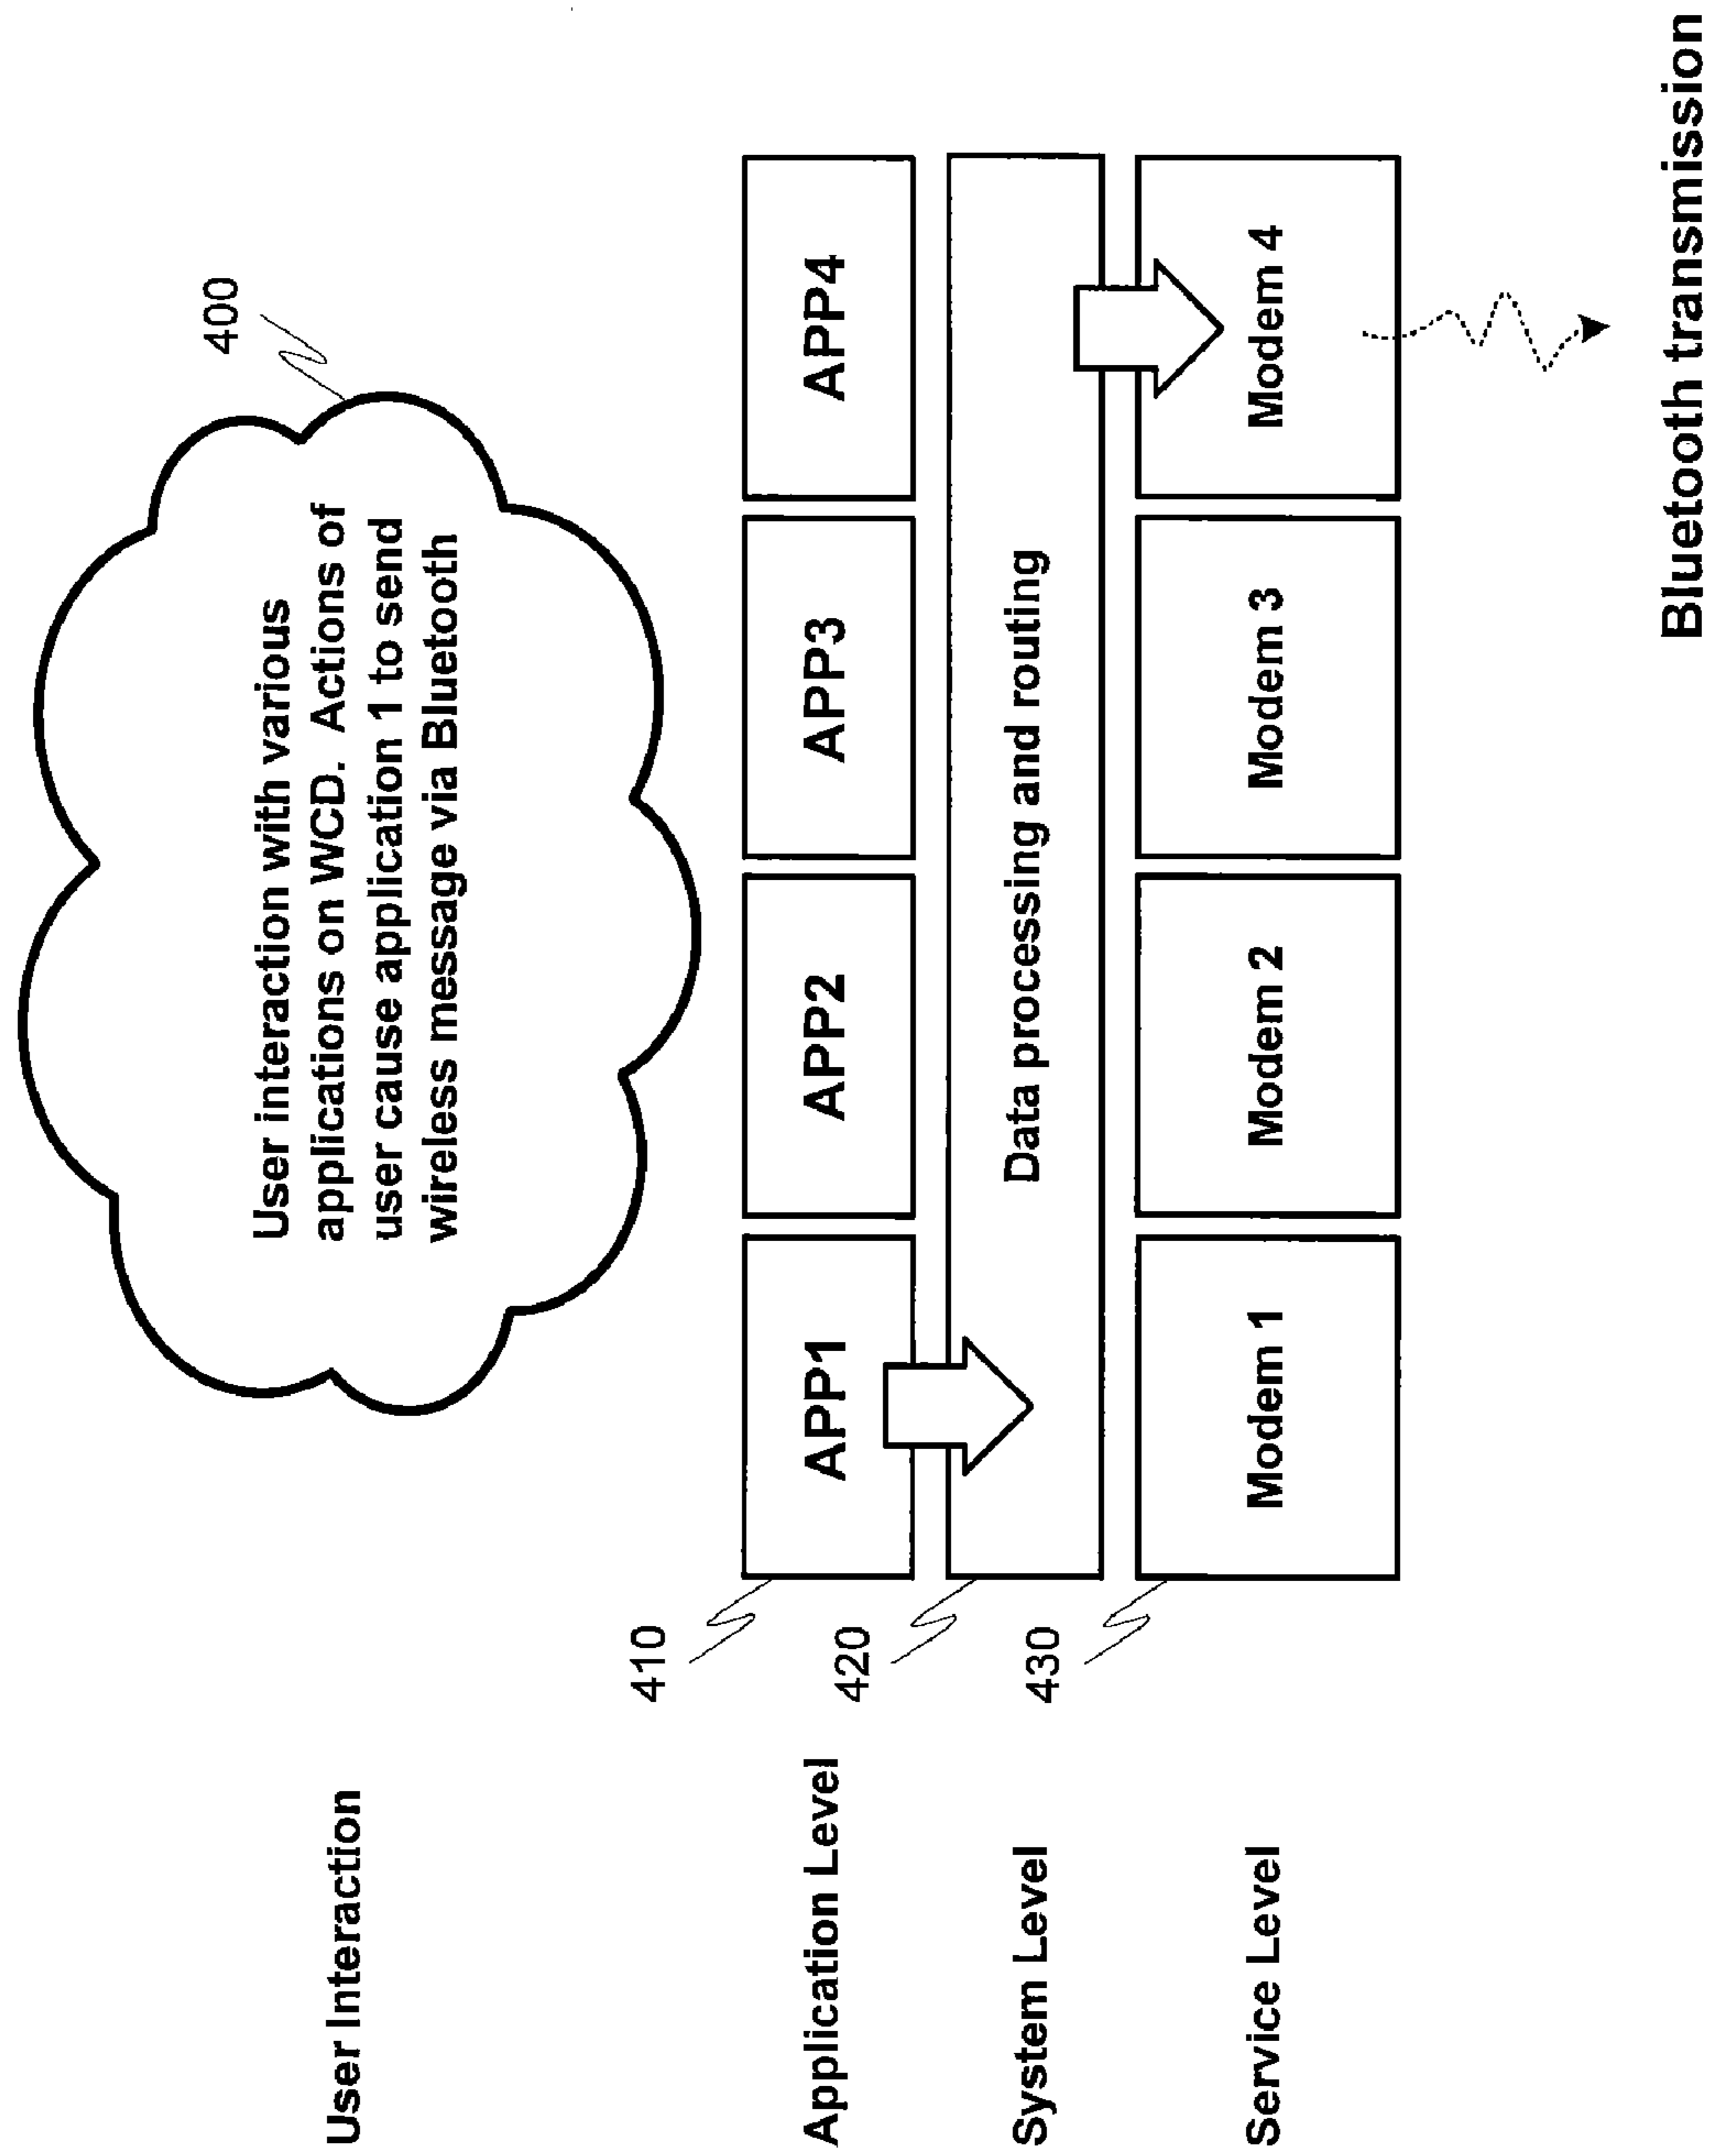 400
User Interaction
User interaction with various
applications on WCD. Actions of
user cause application 1 to send
wireless message via Bluetooth
410
Application Level
APP1
APP2
APP3
APP4
420
System Level
Data processing and routing
430
Service Level
Modem 1
Modem 2
Modem 3
Modem 4
Bluetooth transmission